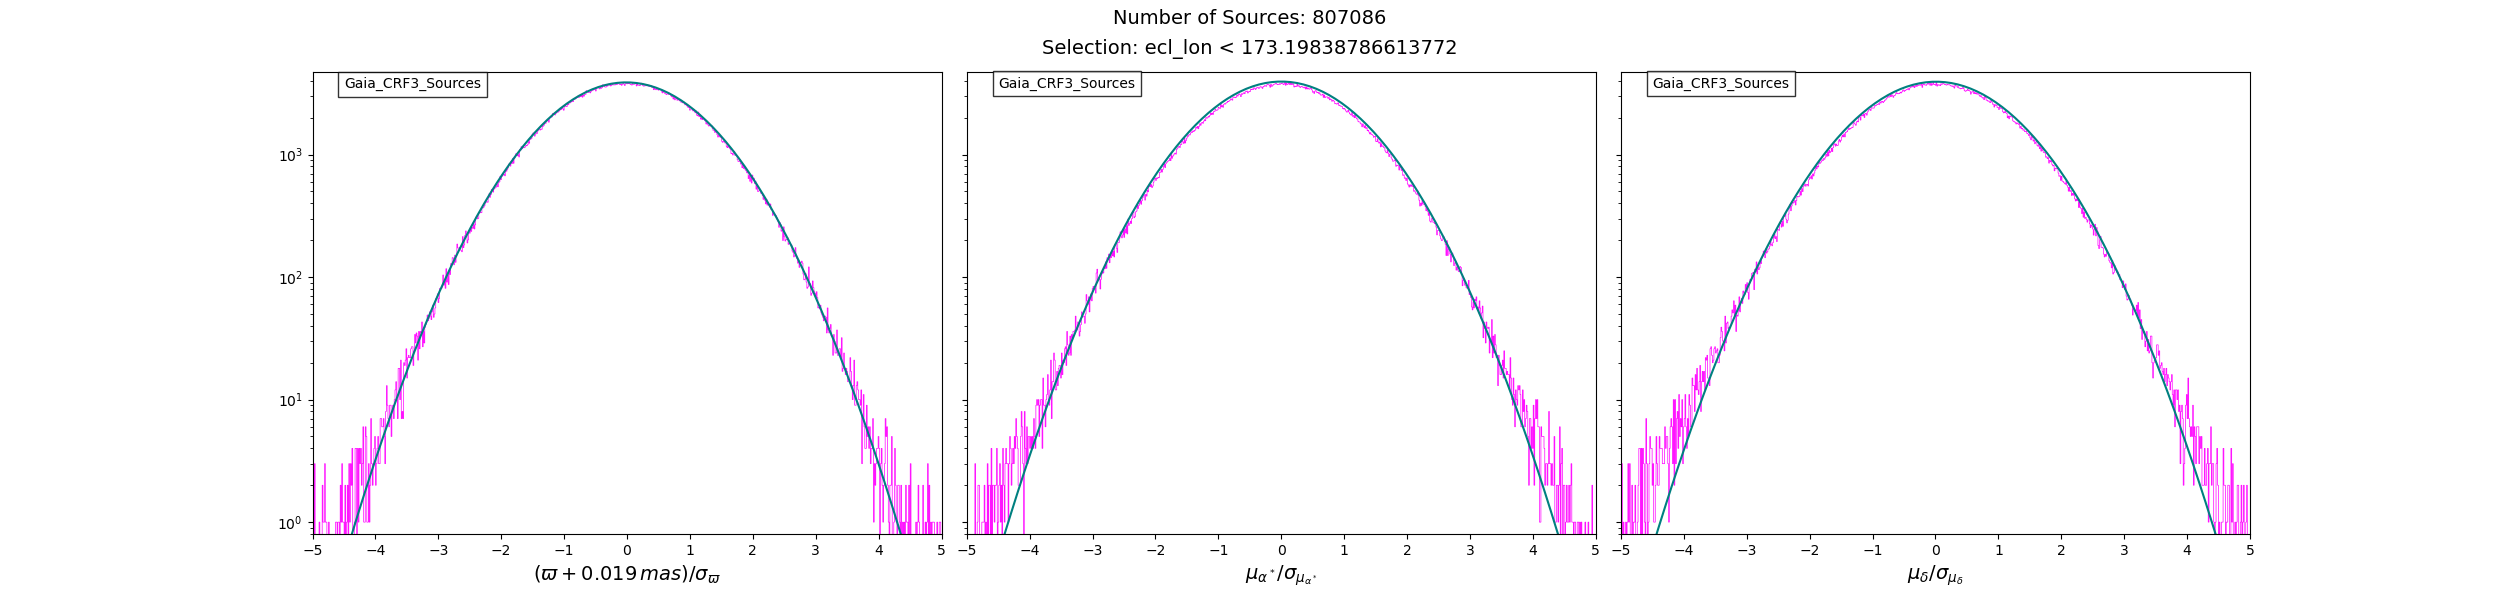 Number of Sources: 807086
Selection: ecl_lon < 173.19838786613772
Gaia_CRF3_Sources
Gaia_CRF3_Sources
Gaia_CRF3_Sources
10³
10²
10¹
10⁰
−5 −4 −3 −2 −1 0 1 2 3 4 5
−5 −4 −3 −2 −1 0 1 2 3 4 5
−5 −4 −3 −2 −1 0 1 2 3 4 5
(ϖ + 0.019 mas)/σ_ϖ
μ_α*/σ_μ_α*
μ_δ/σ_μ_δ